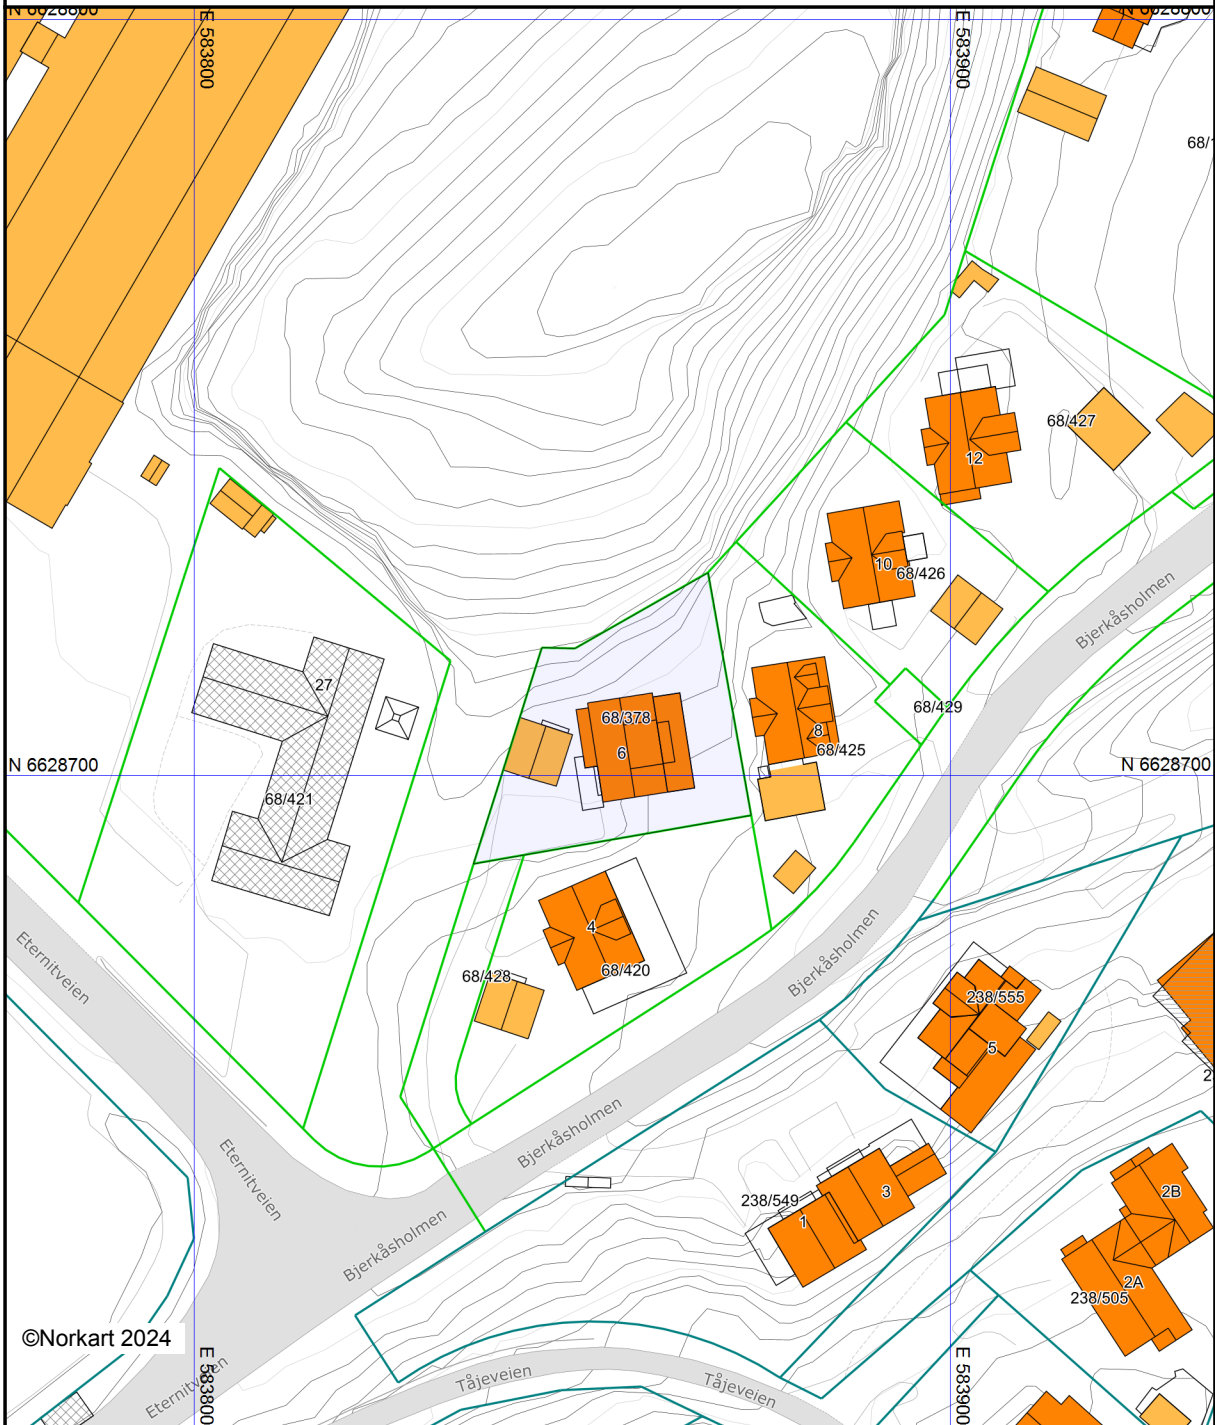 N 6628800
N 6628800
E 583800
E 583900
68/427
12
10
68/426
27
68/429
68/378
8
6
68/425
N 6628700
N 6628700
68/421
Bjerkåsholmen
4
68/420
68/428
Bjerkåsholmen
Eternitveien
238/555
5
Bjerkåsholmen
Eternitveien
3
238/549
1
2B
Bjerkåsholmen
2A
238/505
©Norkart 2024
Eternitveien
E 583800
Tåjeveien
Tåjeveien
E 583900